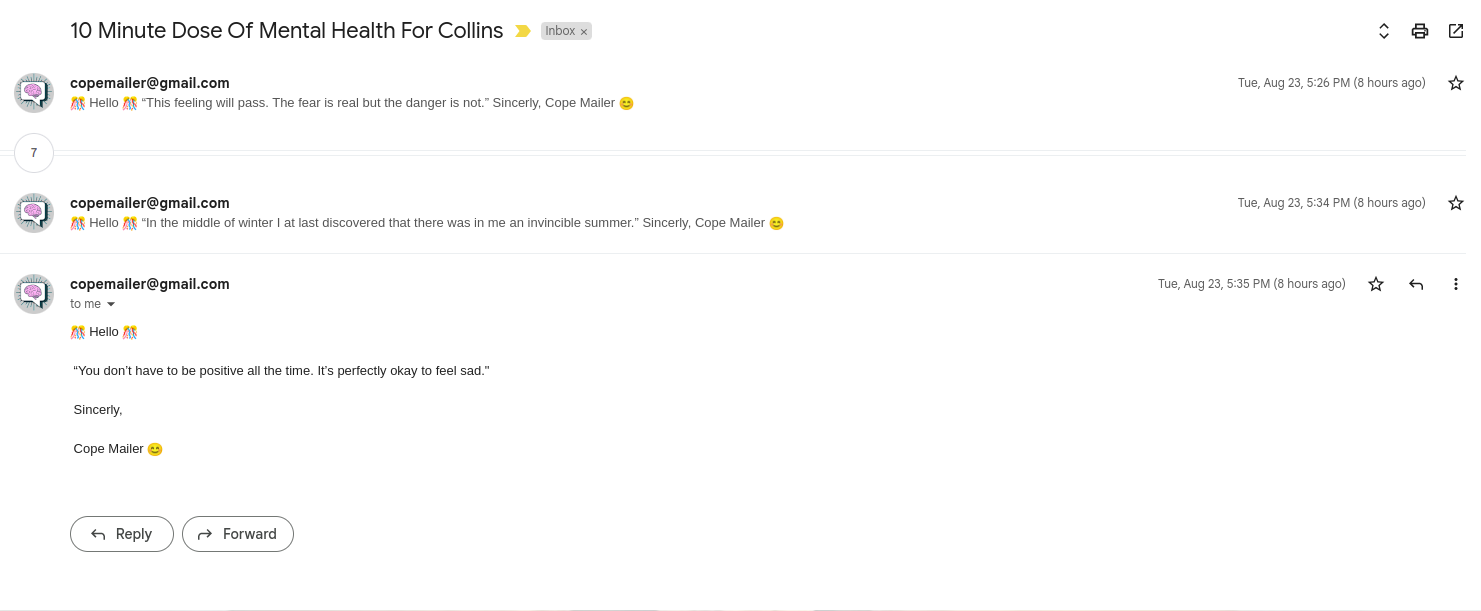 10 Minute Dose Of Mental Health For Collins Inbox ×
copemailer@gmail.com Tue, Aug 23, 5:26 PM (8 hours ago)
🎊 Hello 🎊 “This feeling will pass. The fear is real but the danger is not.” Sincerly, Cope Mailer 😊
7
copemailer@gmail.com Tue, Aug 23, 5:34 PM (8 hours ago)
🎊 Hello 🎊 “In the middle of winter I at last discovered that there was in me an invincible summer.” Sincerly, Cope Mailer 😊
copemailer@gmail.com Tue, Aug 23, 5:35 PM (8 hours ago)
to me
🎊 Hello 🎊
“You don’t have to be positive all the time. It’s perfectly okay to feel sad."
Sincerly,
Cope Mailer 😊
Reply Forward